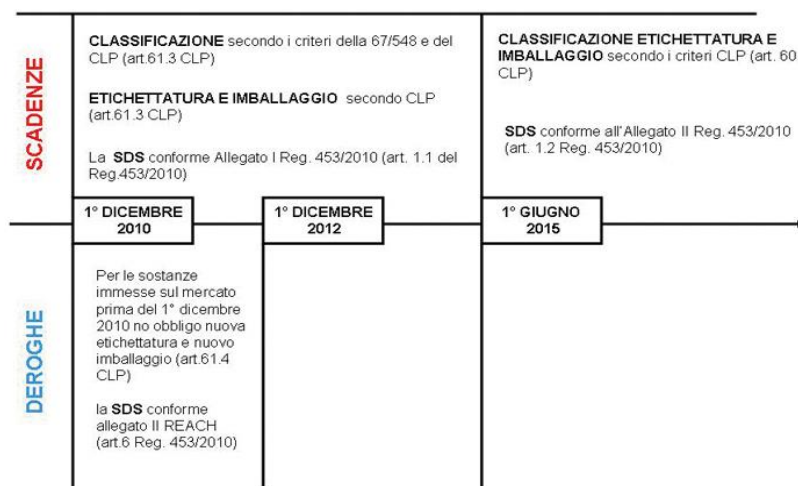 SCADENZE
CLASSIFICAZIONE secondo i criteri della 67/548 e del
CLP (art.61.3 CLP)
ETICHETTATURA E IMBALLAGGIO secondo CLP
(art.61.3 CLP)
La SDS conforme Allegato I Reg. 453/2010 (art. 1.1 del
Reg.453/2010)
CLASSIFICAZIONE ETICHETTATURA E
IMBALLAGGIO secondo i criteri CLP (art. 60
CLP)
SDS conforme all'Allegato II Reg. 453/2010
(art. 1.2 Reg. 453/2010)
1° DICEMBRE
2010
1° DICEMBRE
2012
1° GIUGNO
2015
DEROGHE
Per le sostanze
immesse sul mercato
prima del 1° dicembre
2010 no obbligo nuova
etichettatura e nuovo
imballaggio (art.61.4
CLP)
la SDS conforme
allegato II REACH
(art.6 Reg. 453/2010)